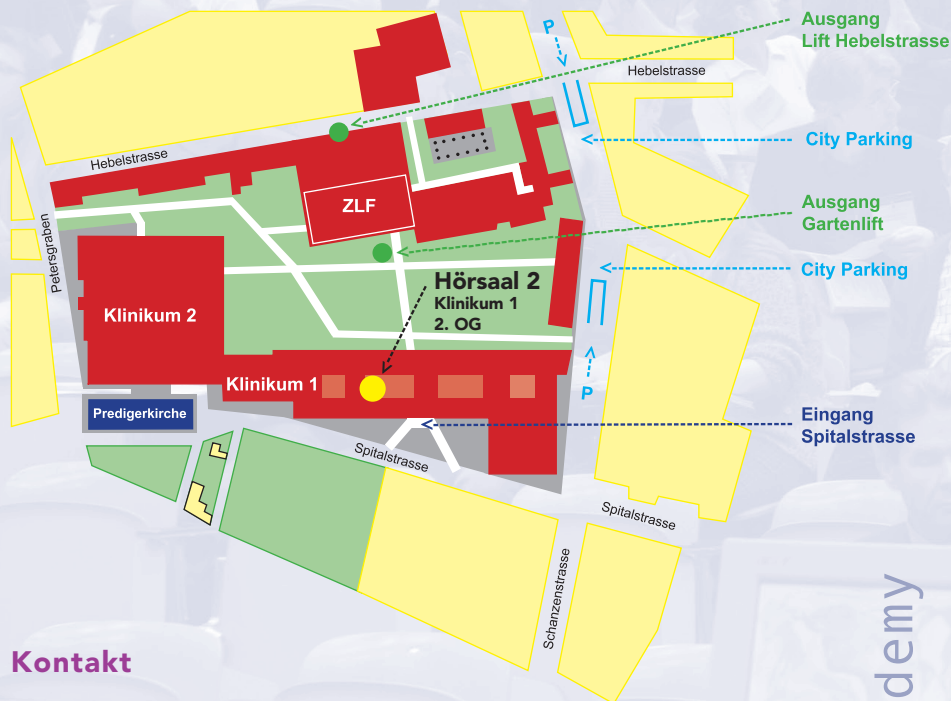 P
Ausgang
Lift Hebelstrasse
Hebelstrasse
City Parking
Hebelstrasse
ZLF
Ausgang
Gartenlift
Petersgraben
City Parking
Hörsaal 2
Klinikum 1
2. OG
Klinikum 2
Klinikum 1
P
Predigerkirche
Eingang
Spitalstrasse
Spitalstrasse
Spitalstrasse
Schanzenstrasse
Kontakt
demy